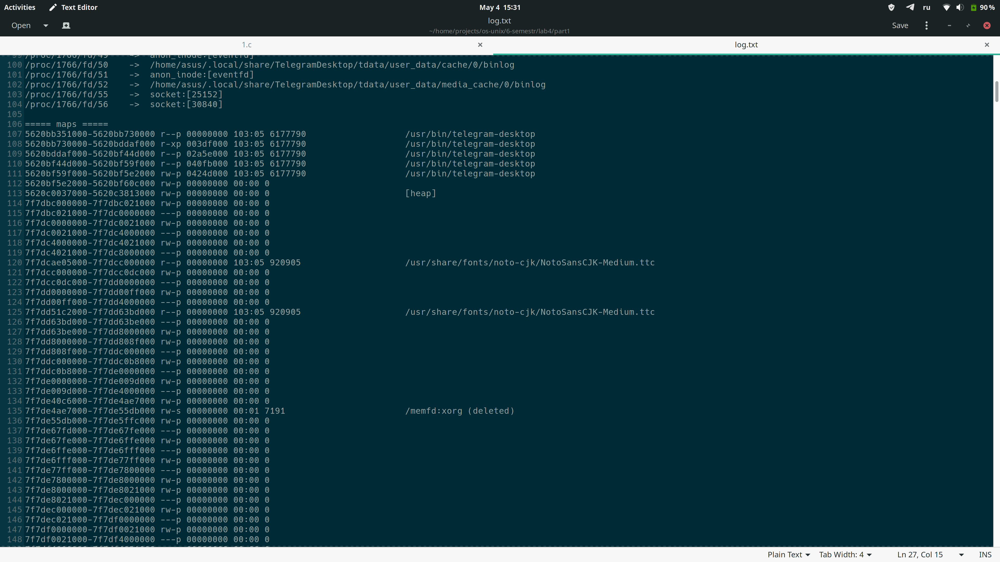 Activities Text Editor May 4 15:31 ru 90 %
Open log.txt Save
~/home/projects/os-unix/6-semestr/lab4/part1
1.c log.txt
99 /proc/1766/fd/49 -> anon_inode:[eventfd]
100 /proc/1766/fd/50 -> /home/asus/.local/share/TelegramDesktop/tdata/user_data/cache/0/binlog
101 /proc/1766/fd/51 -> anon_inode:[eventfd]
102 /proc/1766/fd/52 -> /home/asus/.local/share/TelegramDesktop/tdata/user_data/media_cache/0/binlog
103 /proc/1766/fd/55 -> socket:[25152]
104 /proc/1766/fd/56 -> socket:[30840]
105
106 ===== maps =====
107 5620bb351000-5620bb730000 r--p 00000000 103:05 6177790 /usr/bin/telegram-desktop
108 5620bb730000-5620bddaf000 r-xp 003df000 103:05 6177790 /usr/bin/telegram-desktop
109 5620bddaf000-5620bf44d000 r--p 02a5e000 103:05 6177790 /usr/bin/telegram-desktop
110 5620bf44d000-5620bf59f000 r--p 040fb000 103:05 6177790 /usr/bin/telegram-desktop
111 5620bf59f000-5620bf5e2000 rw-p 0424d000 103:05 6177790 /usr/bin/telegram-desktop
112 5620bf5e2000-5620bf60c000 rw-p 00000000 00:00 0
113 5620c0037000-5620c3813000 rw-p 00000000 00:00 0 [heap]
114 7f7dbc000000-7f7dbc021000 rw-p 00000000 00:00 0
115 7f7dbc021000-7f7dc0000000 ---p 00000000 00:00 0
116 7f7dc0000000-7f7dc0021000 rw-p 00000000 00:00 0
117 7f7dc0021000-7f7dc4000000 ---p 00000000 00:00 0
118 7f7dc4000000-7f7dc4021000 rw-p 00000000 00:00 0
119 7f7dc4021000-7f7dc8000000 ---p 00000000 00:00 0
120 7f7dcae05000-7f7dcc000000 r--p 00000000 103:05 920905 /usr/share/fonts/noto-cjk/NotoSansCJK-Medium.ttc
121 7f7dcc000000-7f7dcc0dc000 rw-p 00000000 00:00 0
122 7f7dcc0dc000-7f7dd0000000 ---p 00000000 00:00 0
123 7f7dd0000000-7f7dd00ff000 rw-p 00000000 00:00 0
124 7f7dd00ff000-7f7dd4000000 ---p 00000000 00:00 0
125 7f7dd51c2000-7f7dd63bd000 r--p 00000000 103:05 920905 /usr/share/fonts/noto-cjk/NotoSansCJK-Medium.ttc
126 7f7dd63bd000-7f7dd63be000 ---p 00000000 00:00 0
127 7f7dd63be000-7f7dd8000000 rw-p 00000000 00:00 0
128 7f7dd8000000-7f7dd808f000 rw-p 00000000 00:00 0
129 7f7dd808f000-7f7ddc000000 ---p 00000000 00:00 0
130 7f7ddc000000-7f7ddc0b8000 rw-p 00000000 00:00 0
131 7f7ddc0b8000-7f7de0000000 ---p 00000000 00:00 0
132 7f7de0000000-7f7de009d000 rw-p 00000000 00:00 0
133 7f7de009d000-7f7de4000000 ---p 00000000 00:00 0
134 7f7de40c6000-7f7de4ae7000 rw-p 00000000 00:00 0
135 7f7de4ae7000-7f7de55db000 rw-s 00000000 00:01 7191 /memfd:xorg (deleted)
136 7f7de55db000-7f7de5ffc000 rw-p 00000000 00:00 0
137 7f7de67fd000-7f7de67fe000 ---p 00000000 00:00 0
138 7f7de67fe000-7f7de6ffe000 rw-p 00000000 00:00 0
139 7f7de6ffe000-7f7de6fff000 ---p 00000000 00:00 0
140 7f7de6fff000-7f7de77ff000 rw-p 00000000 00:00 0
141 7f7de77ff000-7f7de7800000 ---p 00000000 00:00 0
142 7f7de7800000-7f7de8000000 rw-p 00000000 00:00 0
143 7f7de8000000-7f7de8021000 rw-p 00000000 00:00 0
144 7f7de8021000-7f7dec000000 ---p 00000000 00:00 0
145 7f7dec000000-7f7dec021000 rw-p 00000000 00:00 0
146 7f7dec021000-7f7df0000000 ---p 00000000 00:00 0
147 7f7df0000000-7f7df0021000 rw-p 00000000 00:00 0
148 7f7df0021000-7f7df4000000 ---p 00000000 00:00 0
Plain Text Tab Width: 4 Ln 27, Col 15 INS